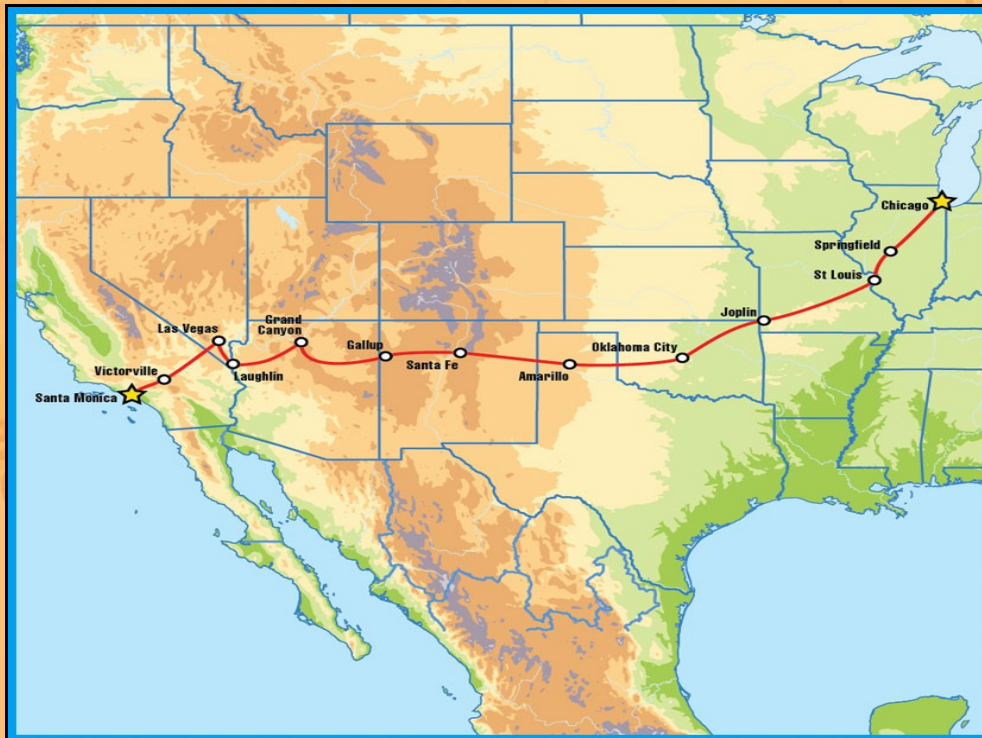 Chicago
Springfield
St Louis
Joplin
Oklahoma City
Amarillo
Santa Fe
Gallup
Grand
Canyon
Laughlin
Las Vegas
Victorville
Santa Monica